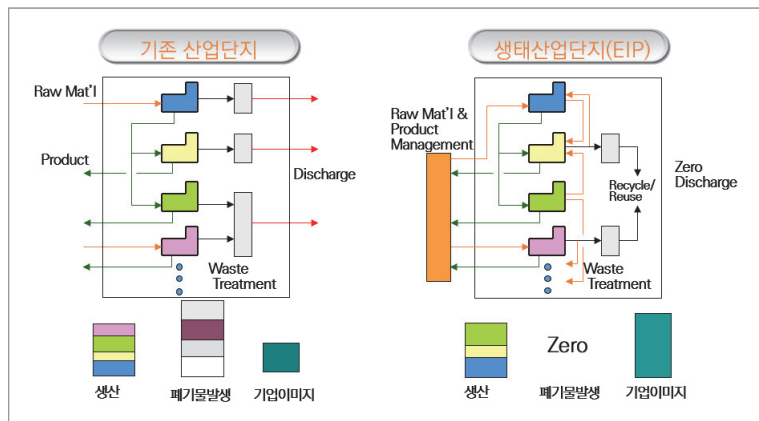 기존 산업단지
Raw Mat'l
Product
Discharge
Waste
Treatment
생산
폐기물발생
기업이미지
생태산업단지(EIP)
Raw Mat'l &
Product
Management
Zero
Discharge
Recycle/
Reuse
Waste
Treatment
Zero
생산
폐기물발생
기업이미지